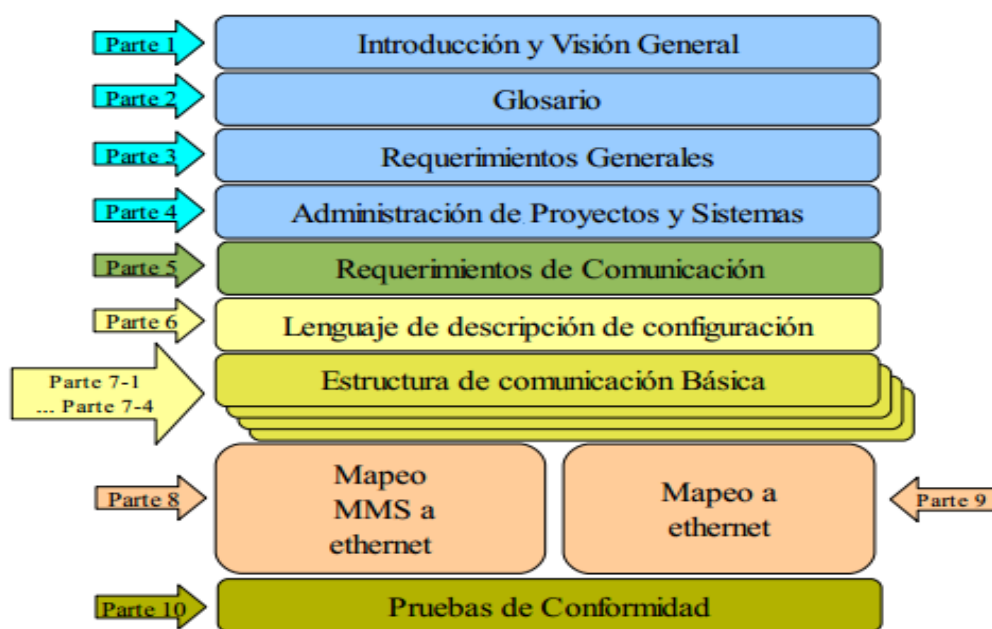 Parte 1
Introducción y Visión General
Parte 2
Glosario
Parte 3
Requerimientos Generales
Parte 4
Administración de Proyectos y Sistemas
Parte 5
Requerimientos de Comunicación
Parte 6
Lenguaje de descripción de configuración
Parte 7-1
... Parte 7-4
Estructura de comunicación Básica
Parte 8
Mapeo
MMS a
ethernet
Mapeo a
ethernet
Parte 9
Parte 10
Pruebas de Conformidad